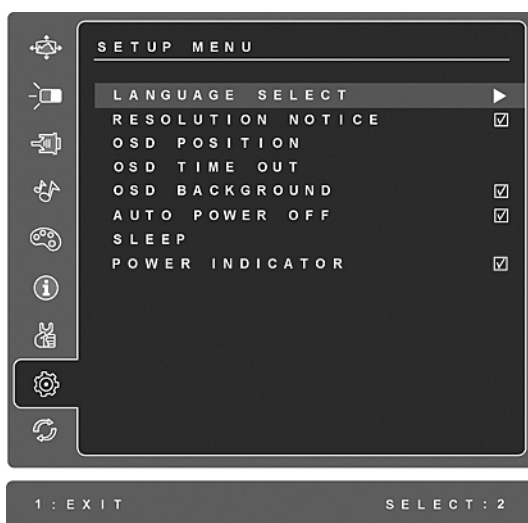 SETUP MENU
LANGUAGE SELECT
RESOLUTION NOTICE
OSD POSITION
OSD TIME OUT
OSD BACKGROUND
AUTO POWER OFF
SLEEP
POWER INDICATOR
1:EXIT SELECT:2